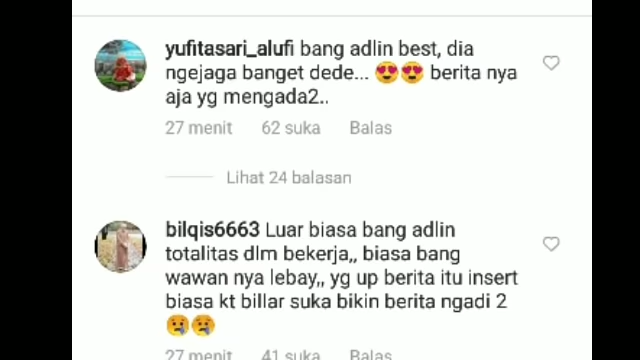 yufitasari_alufi bang adlin best, dia
ngejaga banget dede... 😍😍 berita nya
aja yg mengada2..
27 menit 62 suka Balas
Lihat 24 balasan
bilqis6663 Luar biasa bang adlin
totalitas dlm bekerja,, biasa bang
wawan nya lebay,, yg up berita itu insert
biasa kt billar suka bikin berita ngadi 2
😢😢
27 menit 41 suka Balas